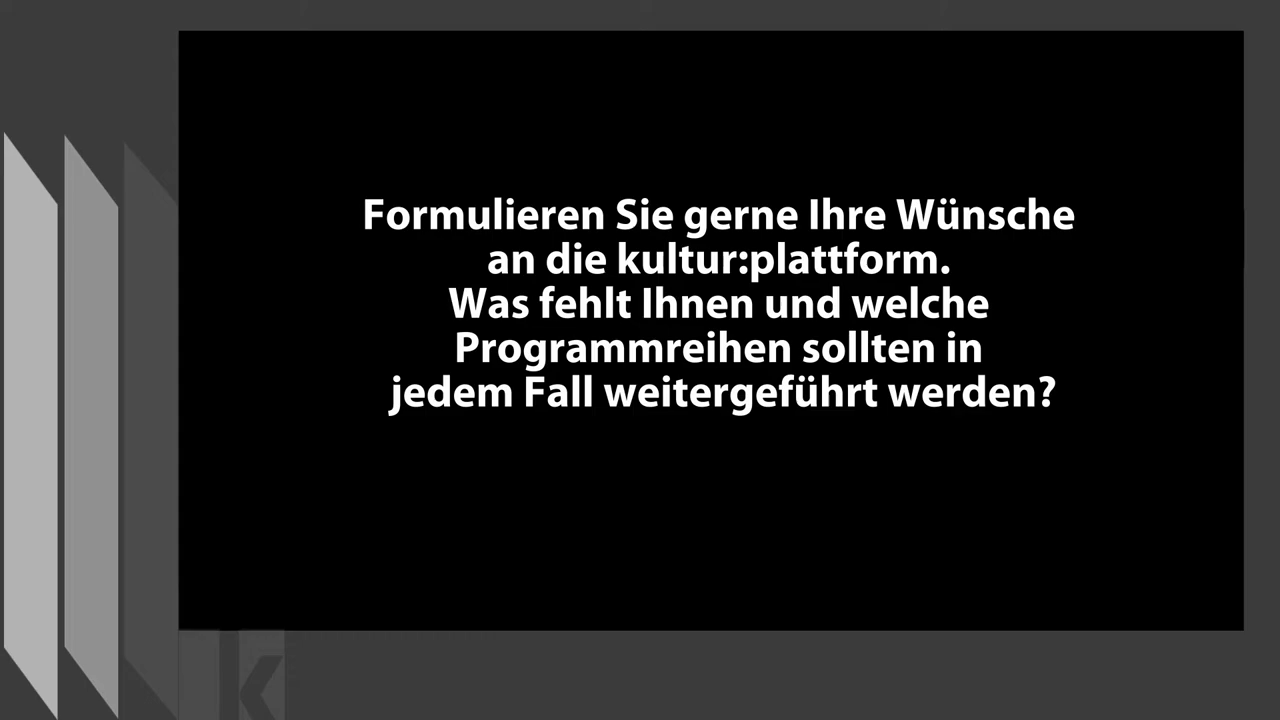 Formulieren Sie gerne Ihre Wünsche
an die kultur:plattform.
Was fehlt Ihnen und welche
Programmreihen sollten in
jedem Fall weitergeführt werden?
k